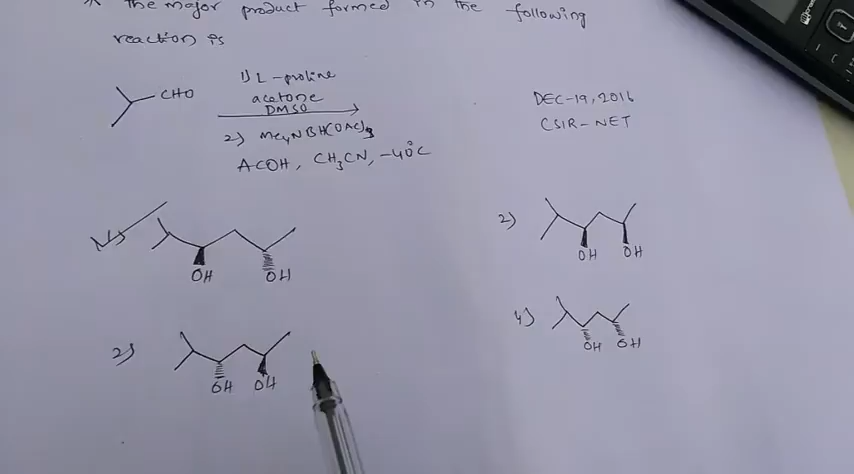 The major product formed in the following
reaction is
CHO
1) L-proline
acetone
DMSO
2) Me4NBH(OAc)3
ACOH, CH3CN, -40°C
DEC-19, 2016
CSIR-NET
1)
OH OH
2)
OH OH
3)
OH OH
4)
OH OH